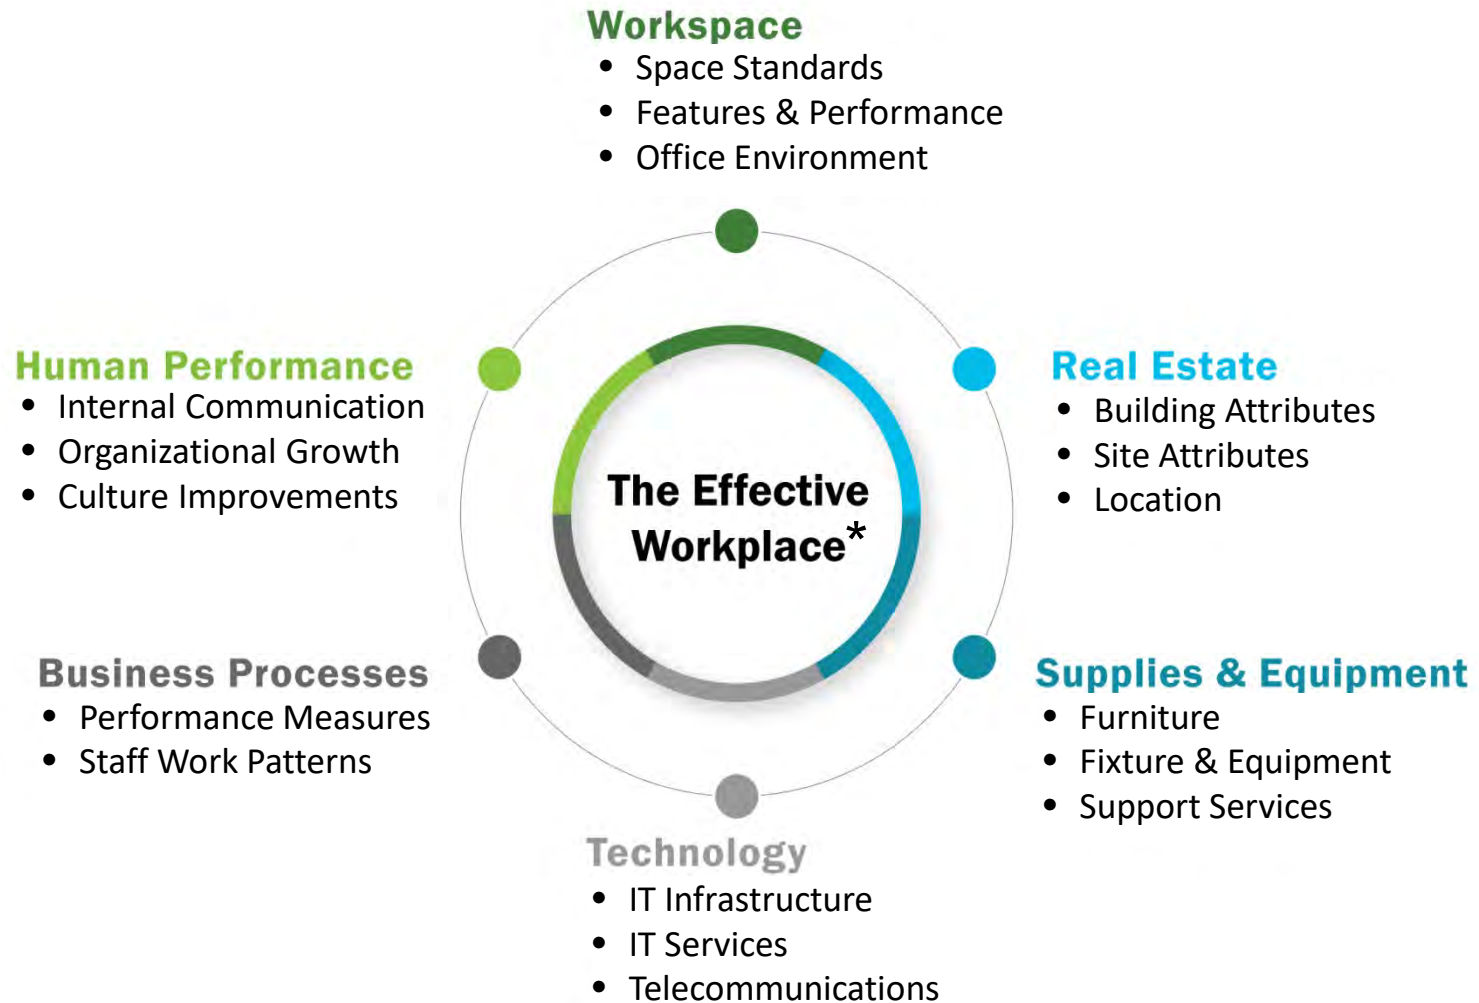 Workspace
• Space Standards
• Features & Performance
• Office Environment
Human Performance
• Internal Communication
• Organizational Growth
• Culture Improvements
Real Estate
• Building Attributes
• Site Attributes
• Location
The Effective
Workplace*
Business Processes
• Performance Measures
• Staff Work Patterns
Supplies & Equipment
• Furniture
• Fixture & Equipment
• Support Services
Technology
• IT Infrastructure
• IT Services
• Telecommunications